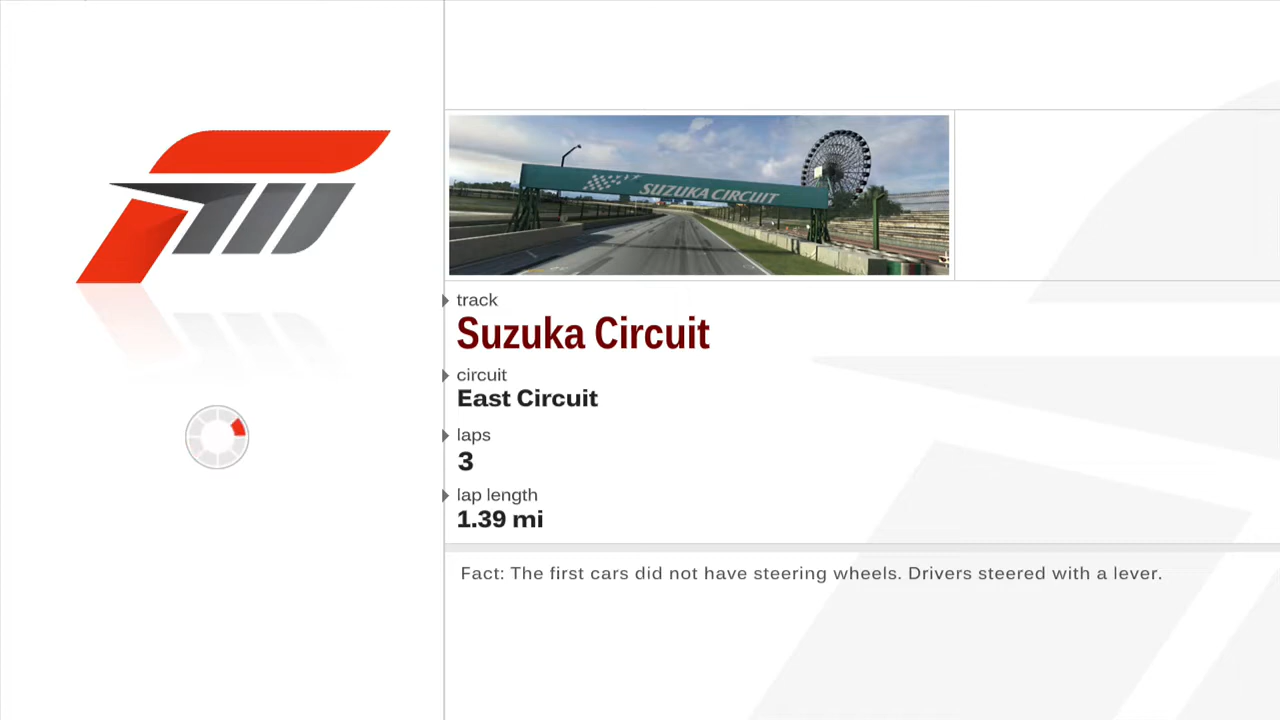 SUZUKA CIRCUIT
track
Suzuka Circuit
circuit
East Circuit
laps
3
lap length
1.39 mi
Fact: The first cars did not have steering wheels. Drivers steered with a lever.